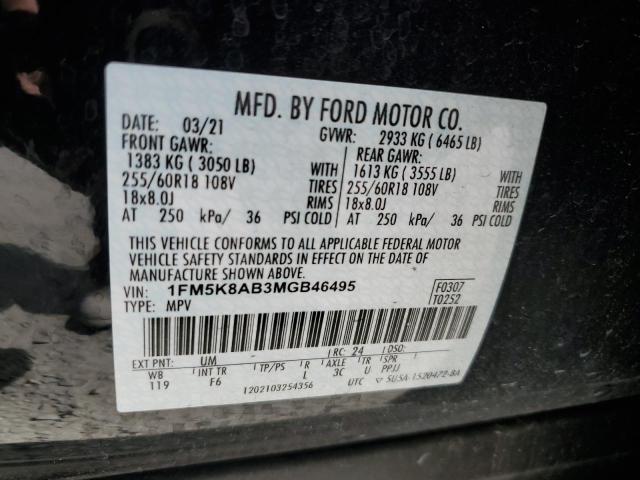 MFD. BY FORD MOTOR CO.
DATE: 03/21 GVWR: 2933 KG ( 6465 LB)
FRONT GAWR: REAR GAWR:
1383 KG ( 3050 LB) WITH 1613 KG ( 3555 LB) WITH
255/60R18 108V TIRES 255/60R18 108V TIRES
18x8.0J RIMS 18x8.0J RIMS
AT 250 kPa/ 36 PSI COLD AT 250 kPa/ 36 PSI COLD
THIS VEHICLE CONFORMS TO ALL APPLICABLE FEDERAL MOTOR
VEHICLE SAFETY STANDARDS IN EFFECT ON THE DATE OF
MANUFACTURE SHOWN ABOVE.
VIN: 1FM5K8AB3MGB46495 F0307
TYPE: MPV T0252
EXT PNT: UM - RC: 24 DSO:
WB INT TR TP/PS R AXLE TR SPR
119 F6 L 3C U PPJJ
1202103254356 UTC SU5A-1520472-BA